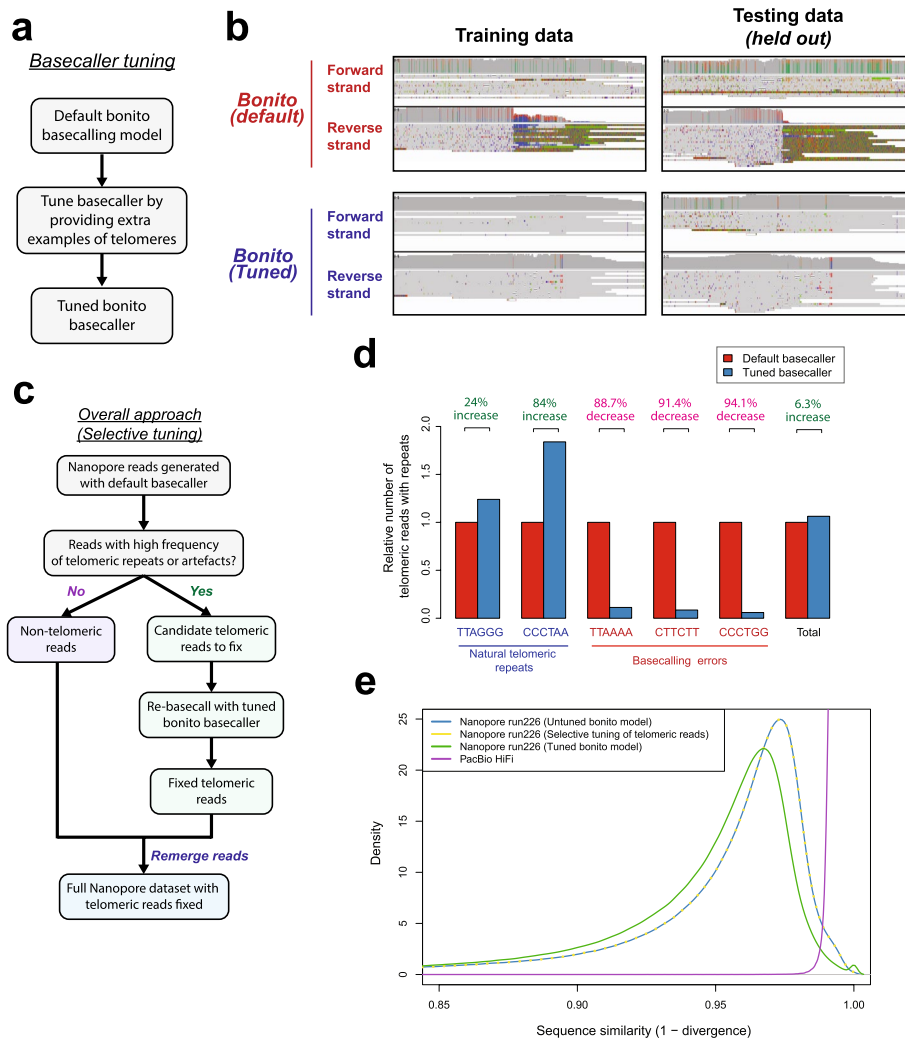 a
Basecaller tuning
Default bonito
basecalling model
Tune basecaller by
providing extra
examples of telomeres
Tuned bonito
basecaller
b
Training data
Testing data
(held out)
Bonito
(default)
Forward
strand
Reverse
strand
Bonito
(Tuned)
Forward
strand
Reverse
strand
c
Overall approach
(Selective tuning)
Nanopore reads generated
with default basecaller
Reads with high frequency
of telomeric repeats or artefacts?
No
Yes
Non-telomeric
reads
Candidate telomeric
reads to fix
Re-basecall with tuned
bonito basecaller
Fixed telomeric
reads
Remerge reads
Full Nanopore dataset with
telomeric reads fixed
d
Default basecaller
Tuned basecaller
24%
increase
84%
increase
88.7%
decrease
91.4%
decrease
94.1%
decrease
6.3%
increase
Relative number of
telomeric reads with repeats
2.0
1.5
1.0
0.5
0.0
TTAGGG
CCCTAA
TTAAAA
CTTCTT
CCCTGG
Total
Natural telomeric
repeats
Basecalling errors
e
Nanopore run226 (Untuned bonito model)
Nanopore run226 (Selective tuning of telomeric reads)
Nanopore run226 (Tuned bonito model)
PacBio HiFi
Density
25
20
15
10
5
0
0.85
0.90
0.95
1.00
Sequence similarity (1 − divergence)